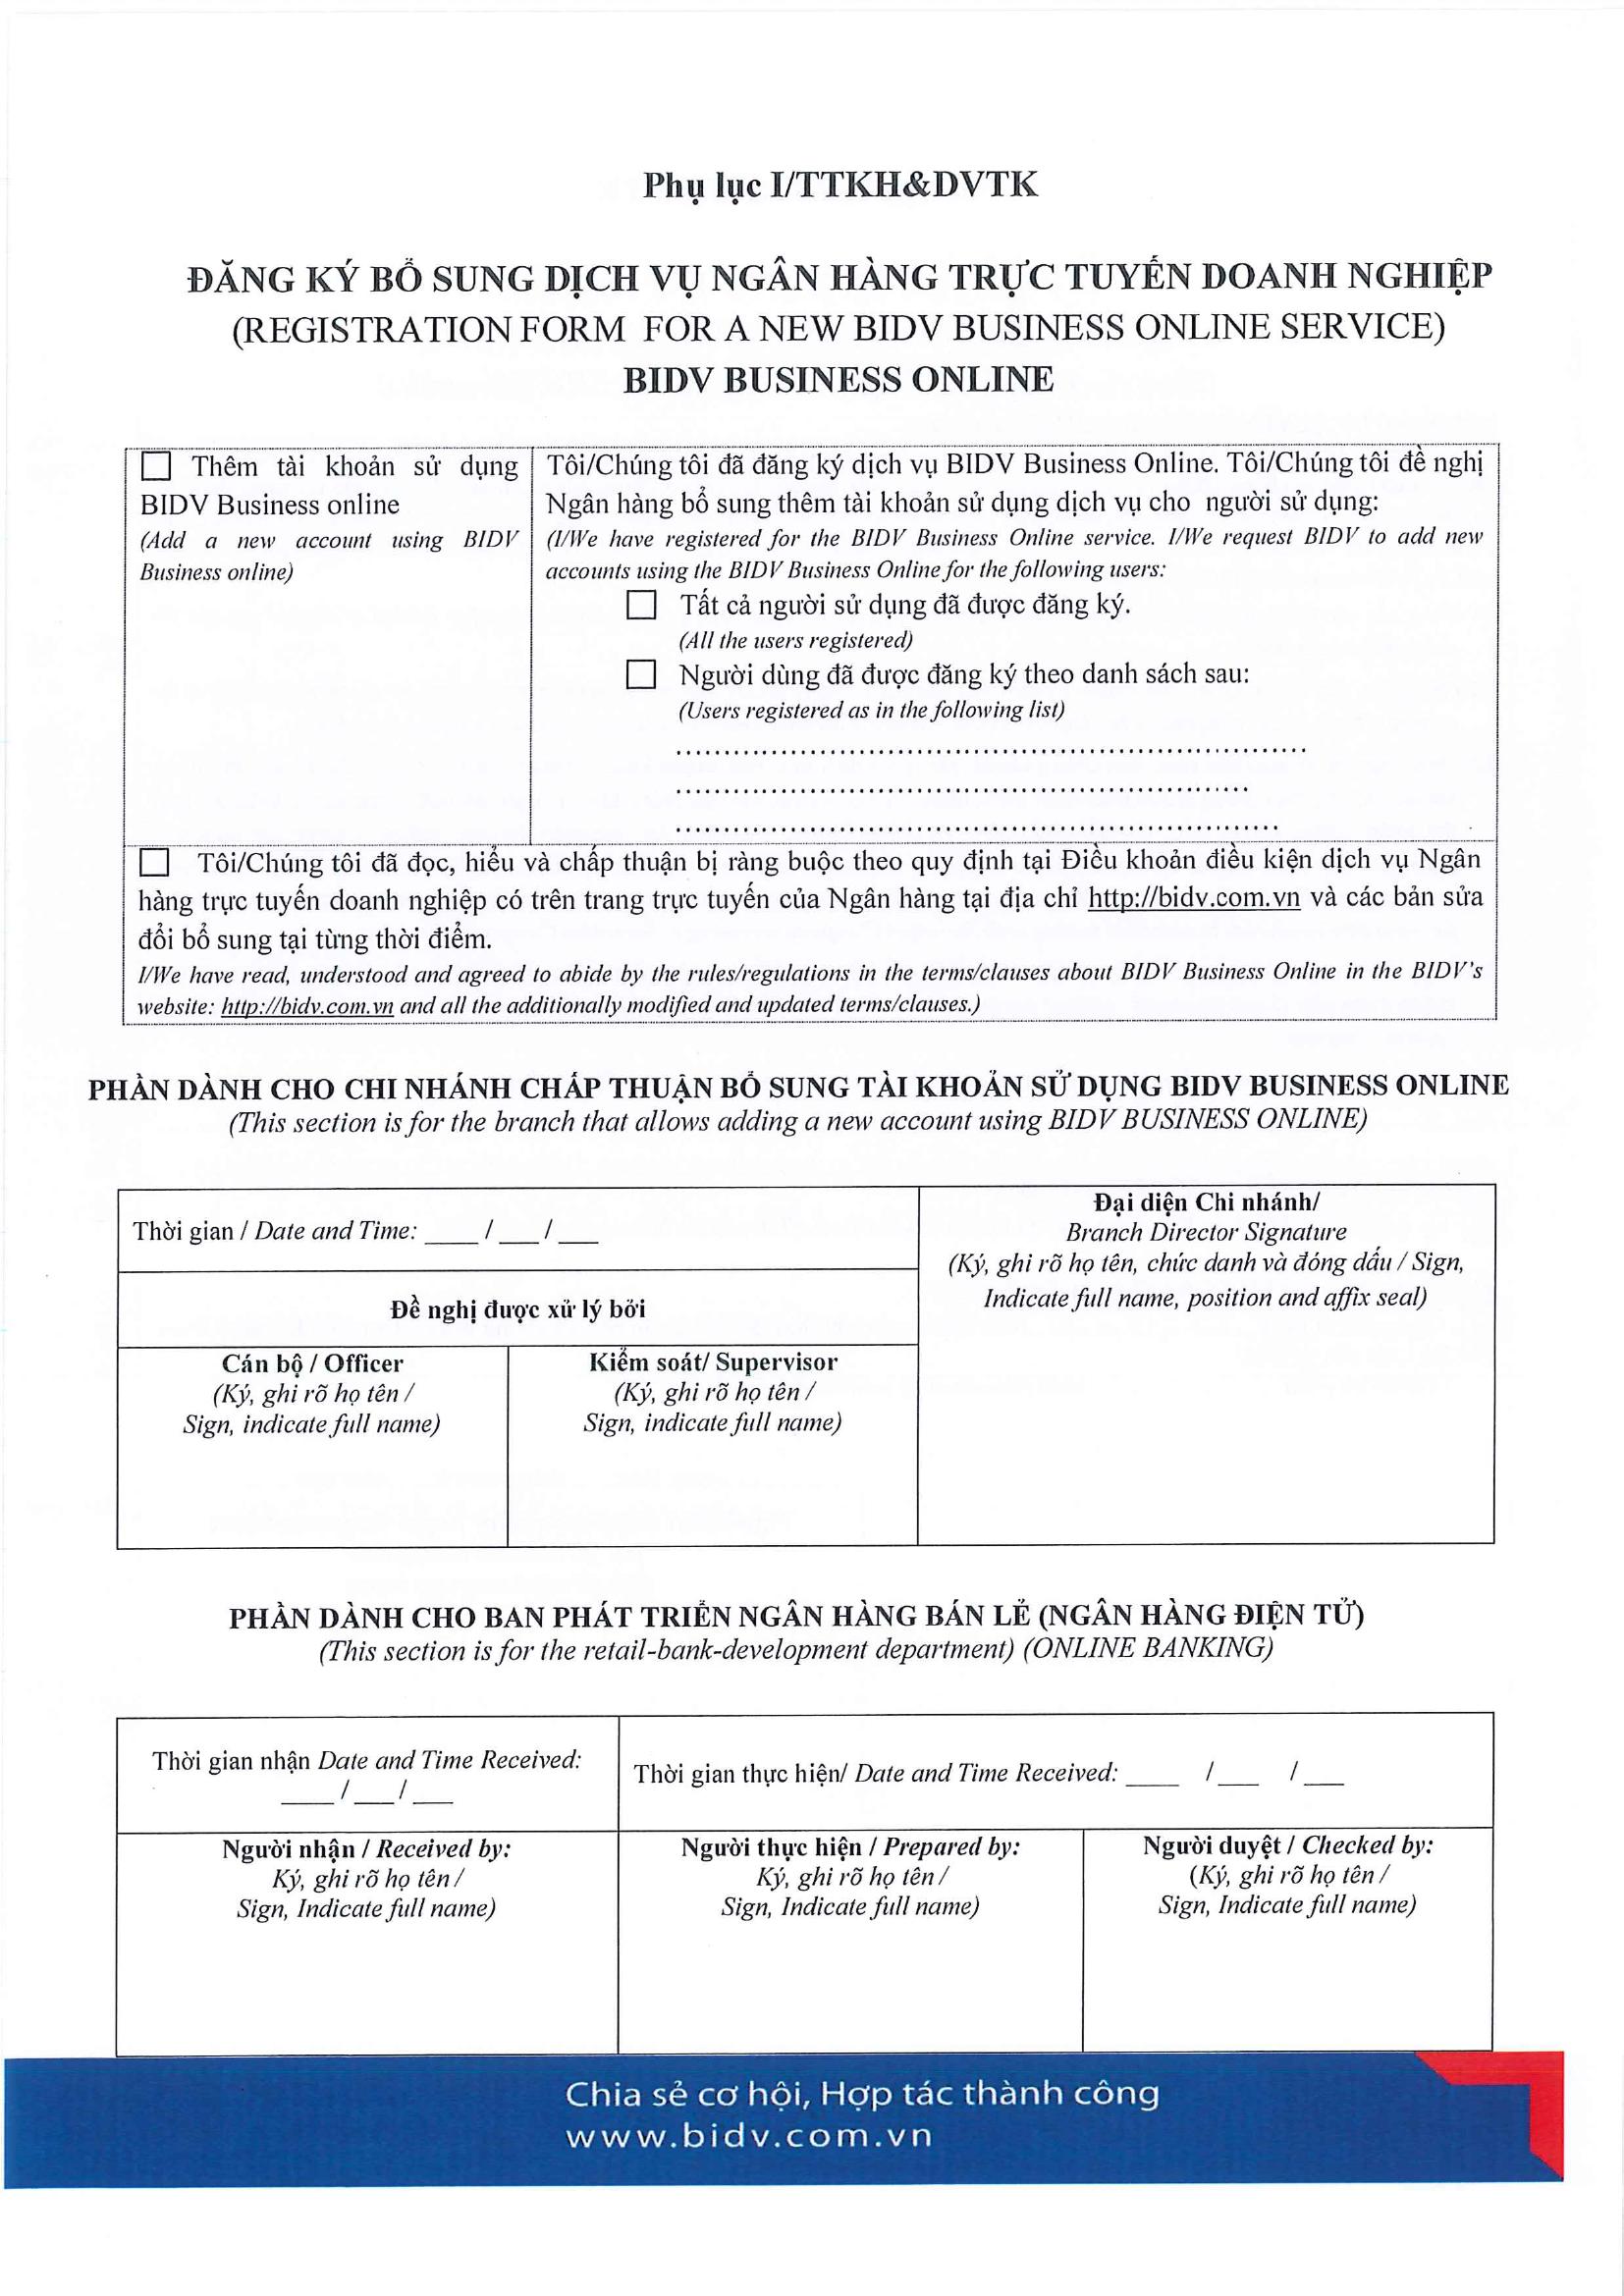 Phụ lục I/TTKH&DVTK
ĐĂNG KÝ BỔ SUNG DỊCH VỤ NGÂN HÀNG TRỰC TUYẾN DOANH NGHIỆP
(REGISTRATION FORM FOR A NEW BIDV BUSINESS ONLINE SERVICE)
BIDV BUSINESS ONLINE
☐ Thêm tài khoản sử dụng
BIDV Business online
(Add a new account using BIDV
Business online)
Tôi/Chúng tôi đã đăng ký dịch vụ BIDV Business Online. Tôi/Chúng tôi đề nghị
Ngân hàng bổ sung thêm tài khoản sử dụng dịch vụ cho người sử dụng:
(I/We have registered for the BIDV Business Online service. I/We request BIDV to add new
accounts using the BIDV Business Online for the following users:
☐ Tất cả người sử dụng đã được đăng ký.
(All the users registered)
☐ Người dùng đã được đăng ký theo danh sách sau:
(Users registered as in the following list)
..................................................................
............................................................
...............................................................
☐ Tôi/Chúng tôi đã đọc, hiểu và chấp thuận bị ràng buộc theo quy định tại Điều khoản điều kiện dịch vụ Ngân
hàng trực tuyến doanh nghiệp có trên trang trực tuyến của Ngân hàng tại địa chỉ http://bidv.com.vn và các bản sửa
đổi bổ sung tại từng thời điểm.
I/We have read, understood and agreed to abide by the rules/regulations in the terms/clauses about BIDV Business Online in the BIDV's
website: http://bidv.com.vn and all the additionally modified and updated terms/clauses.)
PHẦN DÀNH CHO CHI NHÁNH CHẤP THUẬN BỔ SUNG TÀI KHOẢN SỬ DỤNG BIDV BUSINESS ONLINE
(This section is for the branch that allows adding a new account using BIDV BUSINESS ONLINE)
Thời gian / Date and Time: ____ / ___ / ___
Đề nghị được xử lý bởi
Cán bộ / Officer
(Ký, ghi rõ họ tên /
Sign, indicate full name)
Kiểm soát/ Supervisor
(Ký, ghi rõ họ tên /
Sign, indicate full name)
Đại diện Chi nhánh/
Branch Director Signature
(Ký, ghi rõ họ tên, chức danh và đóng dấu / Sign,
Indicate full name, position and affix seal)
PHẦN DÀNH CHO BAN PHÁT TRIỂN NGÂN HÀNG BÁN LẺ (NGÂN HÀNG ĐIỆN TỬ)
(This section is for the retail-bank-development department) (ONLINE BANKING)
Thời gian nhận Date and Time Received:
____ / ___ / ___
Thời gian thực hiện/ Date and Time Received: ____ / ___ / ___
Người nhận / Received by:
Ký, ghi rõ họ tên /
Sign, Indicate full name)
Người thực hiện / Prepared by:
Ký, ghi rõ họ tên /
Sign, Indicate full name)
Người duyệt / Checked by:
(Ký, ghi rõ họ tên /
Sign, Indicate full name)
Chia sẻ cơ hội, Hợp tác thành công
www.bidv.com.vn